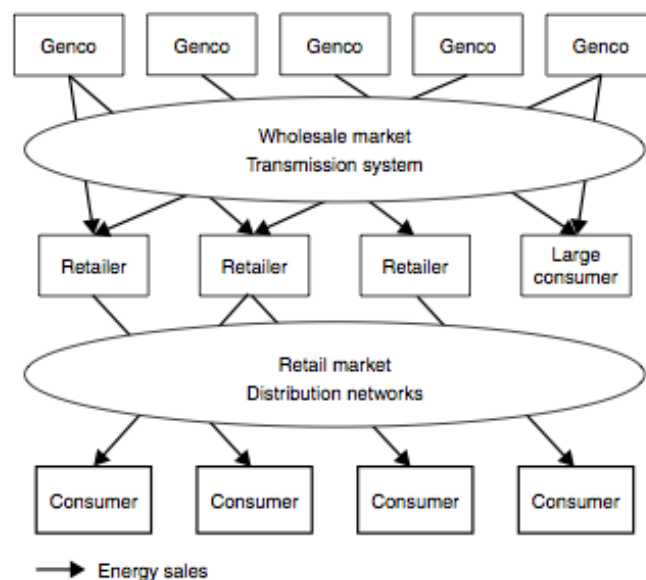 Genco
Genco
Genco
Genco
Genco
Wholesale market
Transmission system
Retailer
Retailer
Retailer
Large
consumer
Retail market
Distribution networks
Consumer
Consumer
Consumer
Consumer
Energy sales